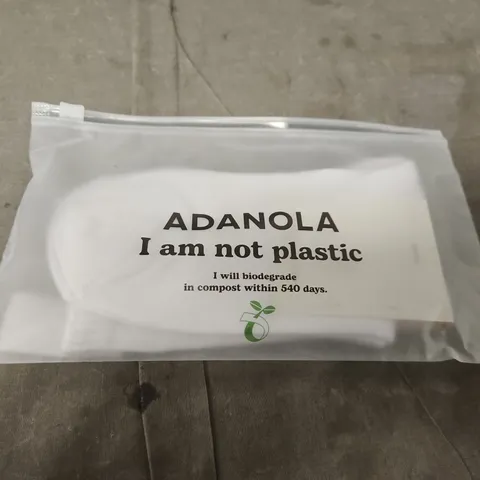 ADANOLA
I am not plastic
I will biodegrade
in compost within 540 days.